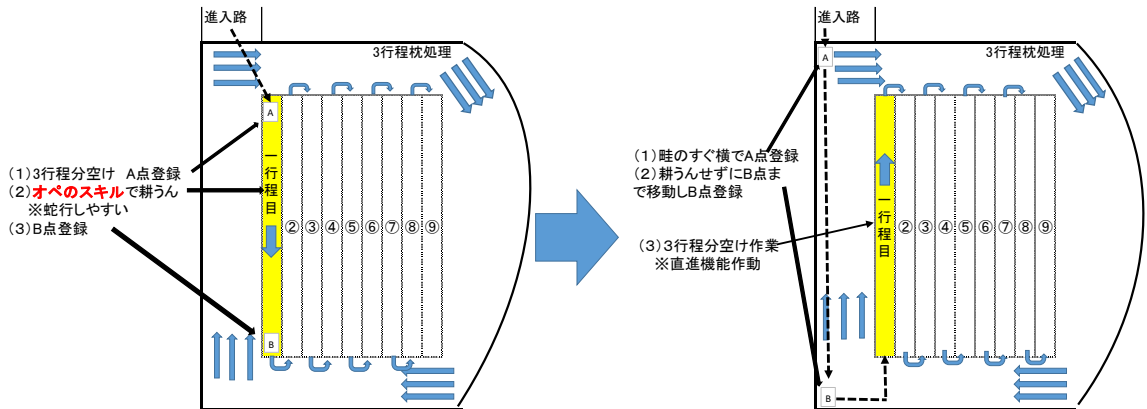 進入路
3行程枕処理
A
(1)3行程分空け A点登録
(2)オペのスキルで耕うん
※蛇行しやすい
(3)B点登録
一行程目
②③④⑤⑥⑦⑧⑨
B
進入路
3行程枕処理
A
(1)畦のすぐ横でA点登録
(2)耕うんせずにB点ま
で移動しB点登録
(3)3行程分空け作業
※直進機能作動
一行程目
②③④⑤⑥⑦⑧⑨
B